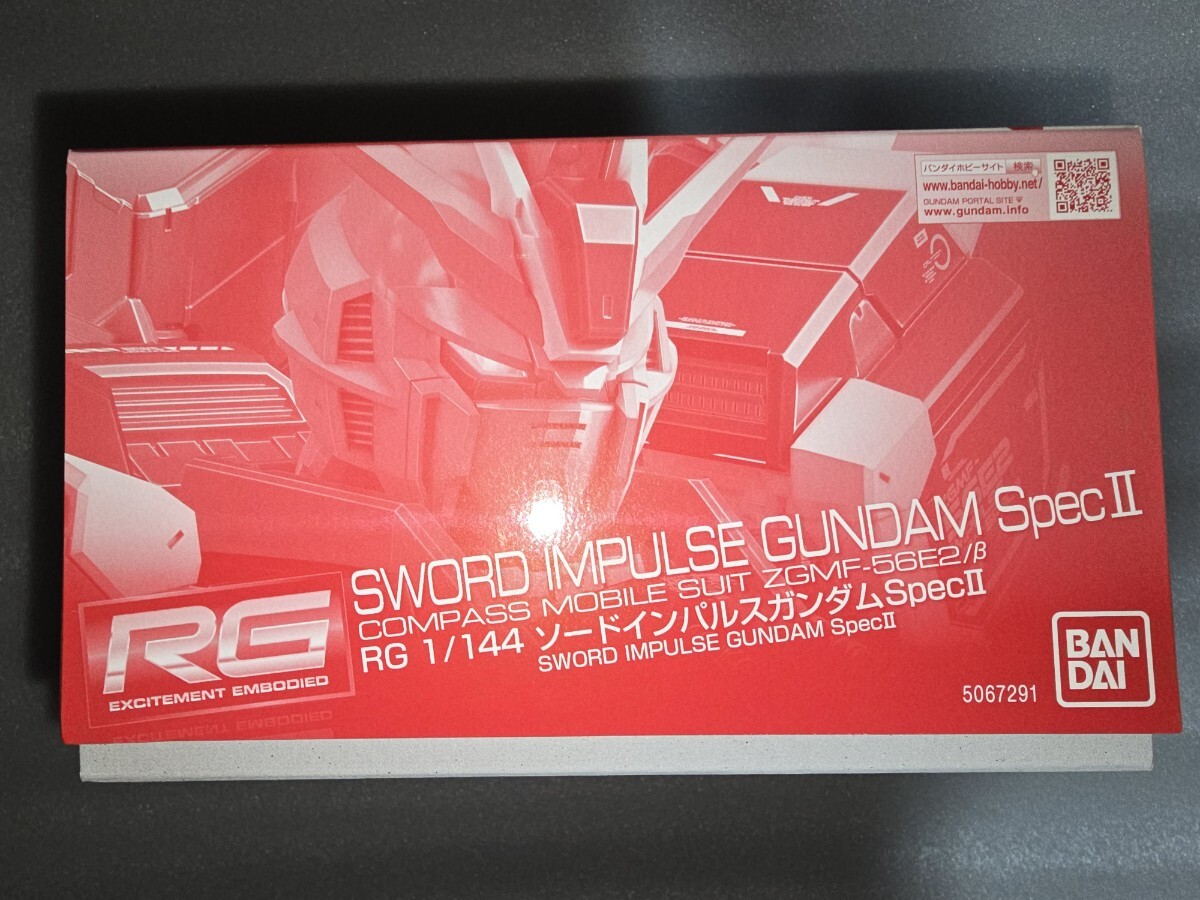 バンダイホビーサイト 検索
www.bandai-hobby.net/
GUNDAM PORTAL SITE
www.gundam.info
SWORD IMPULSE GUNDAM SpecⅡ
COMPASS MOBILE SUIT ZGMF-56E2/β
RG 1/144 ソードインパルスガンダムSpecⅡ
SWORD IMPULSE GUNDAM SpecⅡ
RG
EXCITEMENT EMBODIED
5067291
BAN
DAI